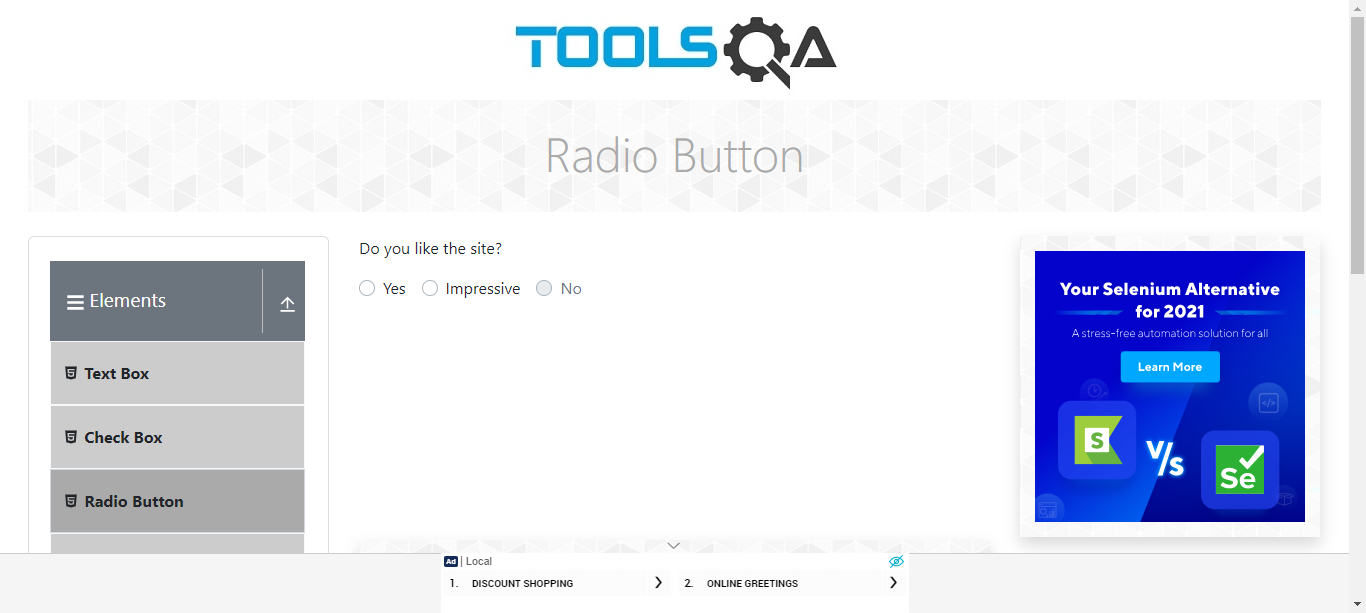 TOOLSQA
Radio Button
Elements
Text Box
Check Box
Radio Button
Do you like the site?
Yes Impressive No
Your Selenium Alternative
for 2021
A stress-free automation solution for all
Learn More
S
V/s
Se
Ad | Local
1. DISCOUNT SHOPPING
2. ONLINE GREETINGS